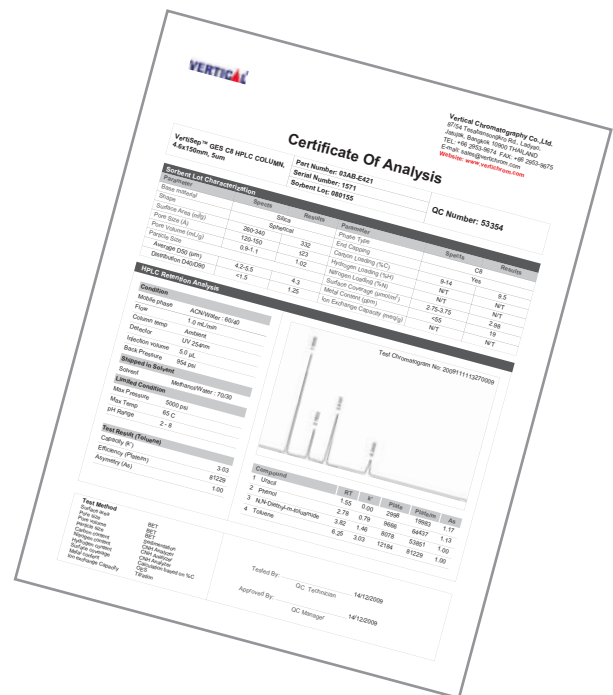 VERTICAL
Vertical Chromatography Co.,Ltd.
87/54 Tesabarnsongkro Rd., Ladyao,
Jatujak, Bangkok 10900 THAILAND
TEL: +66 2953-9674 FAX: +66 2953-9675
E-mail: sales@vertichrom.com
Website: www.vertichrom.com
Certificate Of Analysis
VertiSep™ GES C8 HPLC COLUMN,
4.6x150mm, 5um
Part Number: 03AB-E421
Serial Number: 1571
Sorbent Lot: 080155
QC Number: 53354
Sorbent Lot Characterization
Parameter Spects Results Parameter Spects Results
Base material Silica Phase Type C8
Shape Spherical End Capping Yes
Surface Area (m²/g) 260-340 332 Carbon Loading (%C) 9-14 9.5
Pore Size (Å) 120-150 123 Hydrogen Loading (%H) N/T N/T
Pore Volume (mL/g) 0.9-1.1 1.02 Nitrogen Loading (%N) N/T N/T
Particle Size Surface Coverage (μmol/m²) 2.75-3.75 2.98
Average D50 (μm) 4.2-5.5 4.3 Metal Content (ppm) <55 19
Distribution D40/D90 <1.5 1.25 Ion Exchange Capacity (meq/g) N/T N/T
HPLC Retention Analysis
Test Chromatogram No: 2009111113270009
Condition
Mobile phase ACN/Water : 60/40
Flow 1.0 mL/min
Column temp Ambient
Detector UV 254nm
Injection volume 5.0 μL
Back Pressure 954 psi
Shipped in Solvent
Solvent Methanol/Water : 70/30
Limited Condition
Max Pressure 5000 psi
Max Temp 65 C
pH Range 2 - 8
Test Result (Toluene)
Capacity (k') 3.03
Efficiency (Plate/m) 81229
Asymmetry (As) 1.00
Compound RT k' Plate Plate/m As
1 Uracil 1.55 0.00 2998 19983 1.17
2 Phenol 2.78 0.79 9666 64437 1.13
3 N,N-Diethyl-m-toluamide 3.82 1.46 8078 53851 1.00
4 Toluene 6.25 3.03 12184 81229 1.00
Test Method
Surface area BET
Pore size BET
Pore volume BET
Particle size Sedimentation
Carbon content CNH Analyzer
Nitrogen content CNH Analyzer
Hydrogen content CNH Analyzer
Surface coverage Calculation based on %C
Metal content OES
Ion exchange Capacity Titration
Tested By: 14/12/2009
QC Technician
Approved By: 14/12/2009
QC Manager